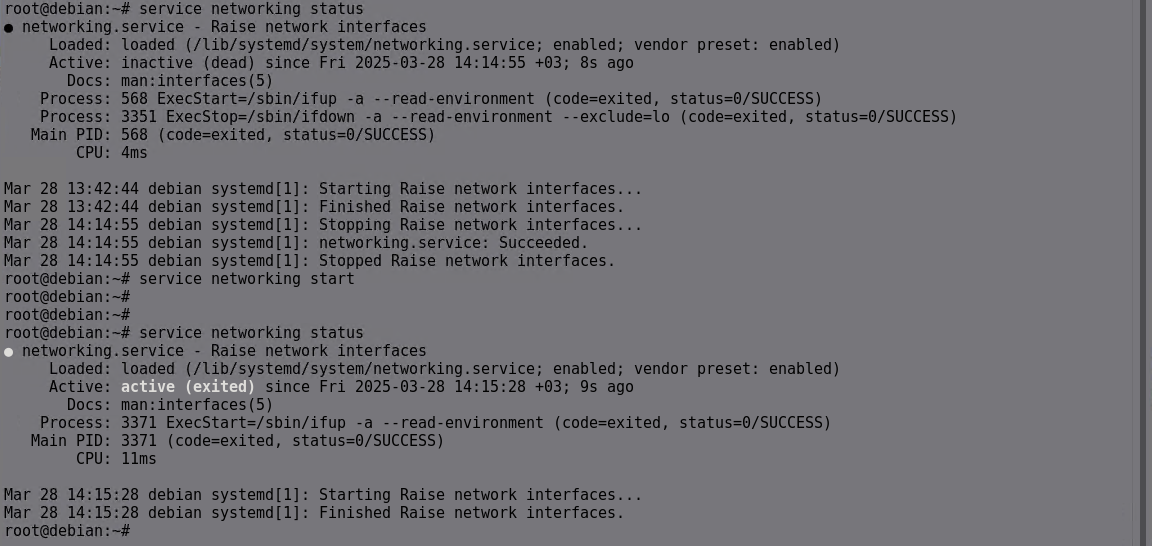 root@debian:~# service networking status
● networking.service - Raise network interfaces
     Loaded: loaded (/lib/systemd/system/networking.service; enabled; vendor preset: enabled)
     Active: inactive (dead) since Fri 2025-03-28 14:14:55 +03; 8s ago
       Docs: man:interfaces(5)
    Process: 568 ExecStart=/sbin/ifup -a --read-environment (code=exited, status=0/SUCCESS)
    Process: 3351 ExecStop=/sbin/ifdown -a --read-environment --exclude=lo (code=exited, status=0/SUCCESS)
   Main PID: 568 (code=exited, status=0/SUCCESS)
        CPU: 4ms

Mar 28 13:42:44 debian systemd[1]: Starting Raise network interfaces...
Mar 28 13:42:44 debian systemd[1]: Finished Raise network interfaces.
Mar 28 14:14:55 debian systemd[1]: Stopping Raise network interfaces...
Mar 28 14:14:55 debian systemd[1]: networking.service: Succeeded.
Mar 28 14:14:55 debian systemd[1]: Stopped Raise network interfaces.
root@debian:~# service networking start
root@debian:~#
root@debian:~#
root@debian:~# service networking status
● networking.service - Raise network interfaces
     Loaded: loaded (/lib/systemd/system/networking.service; enabled; vendor preset: enabled)
     Active: active (exited) since Fri 2025-03-28 14:15:28 +03; 9s ago
       Docs: man:interfaces(5)
    Process: 3371 ExecStart=/sbin/ifup -a --read-environment (code=exited, status=0/SUCCESS)
   Main PID: 3371 (code=exited, status=0/SUCCESS)
        CPU: 11ms

Mar 28 14:15:28 debian systemd[1]: Starting Raise network interfaces...
Mar 28 14:15:28 debian systemd[1]: Finished Raise network interfaces.
root@debian:~#